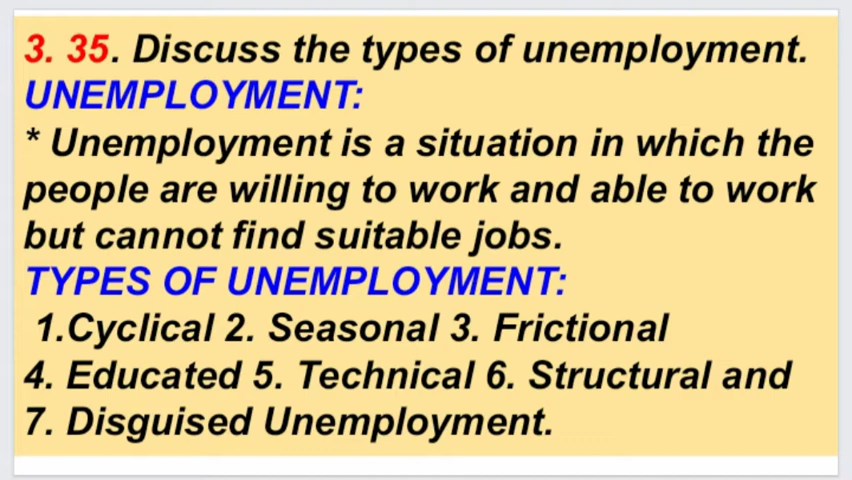 3. 35. Discuss the types of unemployment.
UNEMPLOYMENT:
* Unemployment is a situation in which the
people are willing to work and able to work
but cannot find suitable jobs.
TYPES OF UNEMPLOYMENT:
1.Cyclical 2. Seasonal 3. Frictional
4. Educated 5. Technical 6. Structural and
7. Disguised Unemployment.